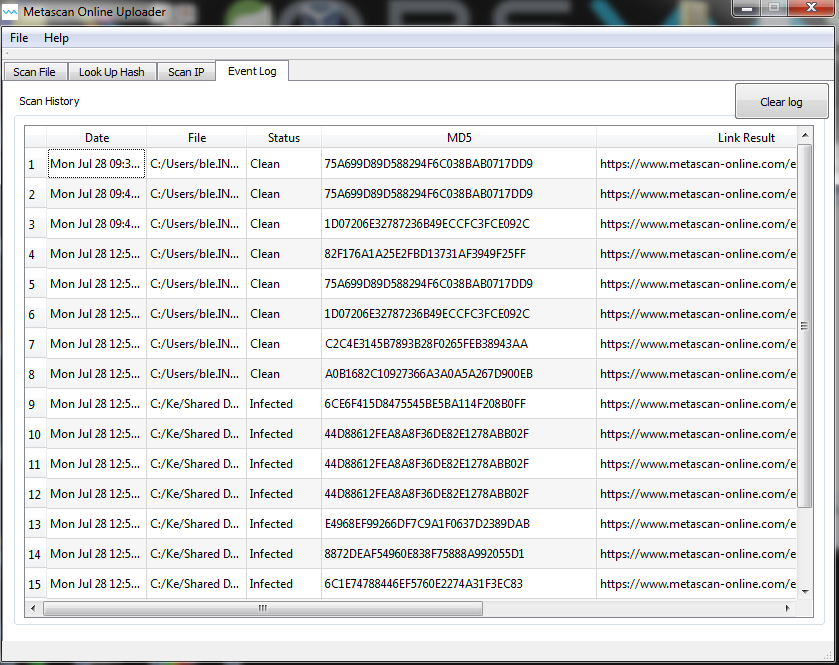 Metascan Online Uploader
File Help
Scan File Look Up Hash Scan IP Event Log
Scan History
Clear log
Date File Status MD5 Link Result
1 Mon Jul 28 09:3... C:/Users/ble.IN... Clean 75A699D89D588294F6C038BAB0717DD9 https://www.metascan-online.com/e
2 Mon Jul 28 09:4... C:/Users/ble.IN... Clean 75A699D89D588294F6C038BAB0717DD9 https://www.metascan-online.com/e
3 Mon Jul 28 09:4... C:/Users/ble.IN... Clean 1D07206E32787236B49ECCFC3FCE092C https://www.metascan-online.com/e
4 Mon Jul 28 12:5... C:/Users/ble.IN... Clean 82F176A1A25E2FBD13731AF3949F25FF https://www.metascan-online.com/e
5 Mon Jul 28 12:5... C:/Users/ble.IN... Clean 75A699D89D588294F6C038BAB0717DD9 https://www.metascan-online.com/e
6 Mon Jul 28 12:5... C:/Users/ble.IN... Clean 1D07206E32787236B49ECCFC3FCE092C https://www.metascan-online.com/e
7 Mon Jul 28 12:5... C:/Users/ble.IN... Clean C2C4E3145B7893B28F0265FEB38943AA https://www.metascan-online.com/e
8 Mon Jul 28 12:5... C:/Users/ble.IN... Clean A0B1682C10927366A3A0A5A267D900EB https://www.metascan-online.com/e
9 Mon Jul 28 12:5... C:/Ke/Shared D... Infected 6CE6F415D8475545BE5BA114F208B0FF https://www.metascan-online.com/e
10 Mon Jul 28 12:5... C:/Ke/Shared D... Infected 44D88612FEA8A8F36DE82E1278ABB02F https://www.metascan-online.com/e
11 Mon Jul 28 12:5... C:/Ke/Shared D... Infected 44D88612FEA8A8F36DE82E1278ABB02F https://www.metascan-online.com/e
12 Mon Jul 28 12:5... C:/Ke/Shared D... Infected 44D88612FEA8A8F36DE82E1278ABB02F https://www.metascan-online.com/e
13 Mon Jul 28 12:5... C:/Ke/Shared D... Infected E4968EF99266DF7C9A1F0637D2389DAB https://www.metascan-online.com/e
14 Mon Jul 28 12:5... C:/Ke/Shared D... Infected 8872DEAF54960E838F75888A992055D1 https://www.metascan-online.com/e
15 Mon Jul 28 12:5... C:/Ke/Shared D... Infected 6C1E74788446EF5760E2274A31F3EC83 https://www.metascan-online.com/e